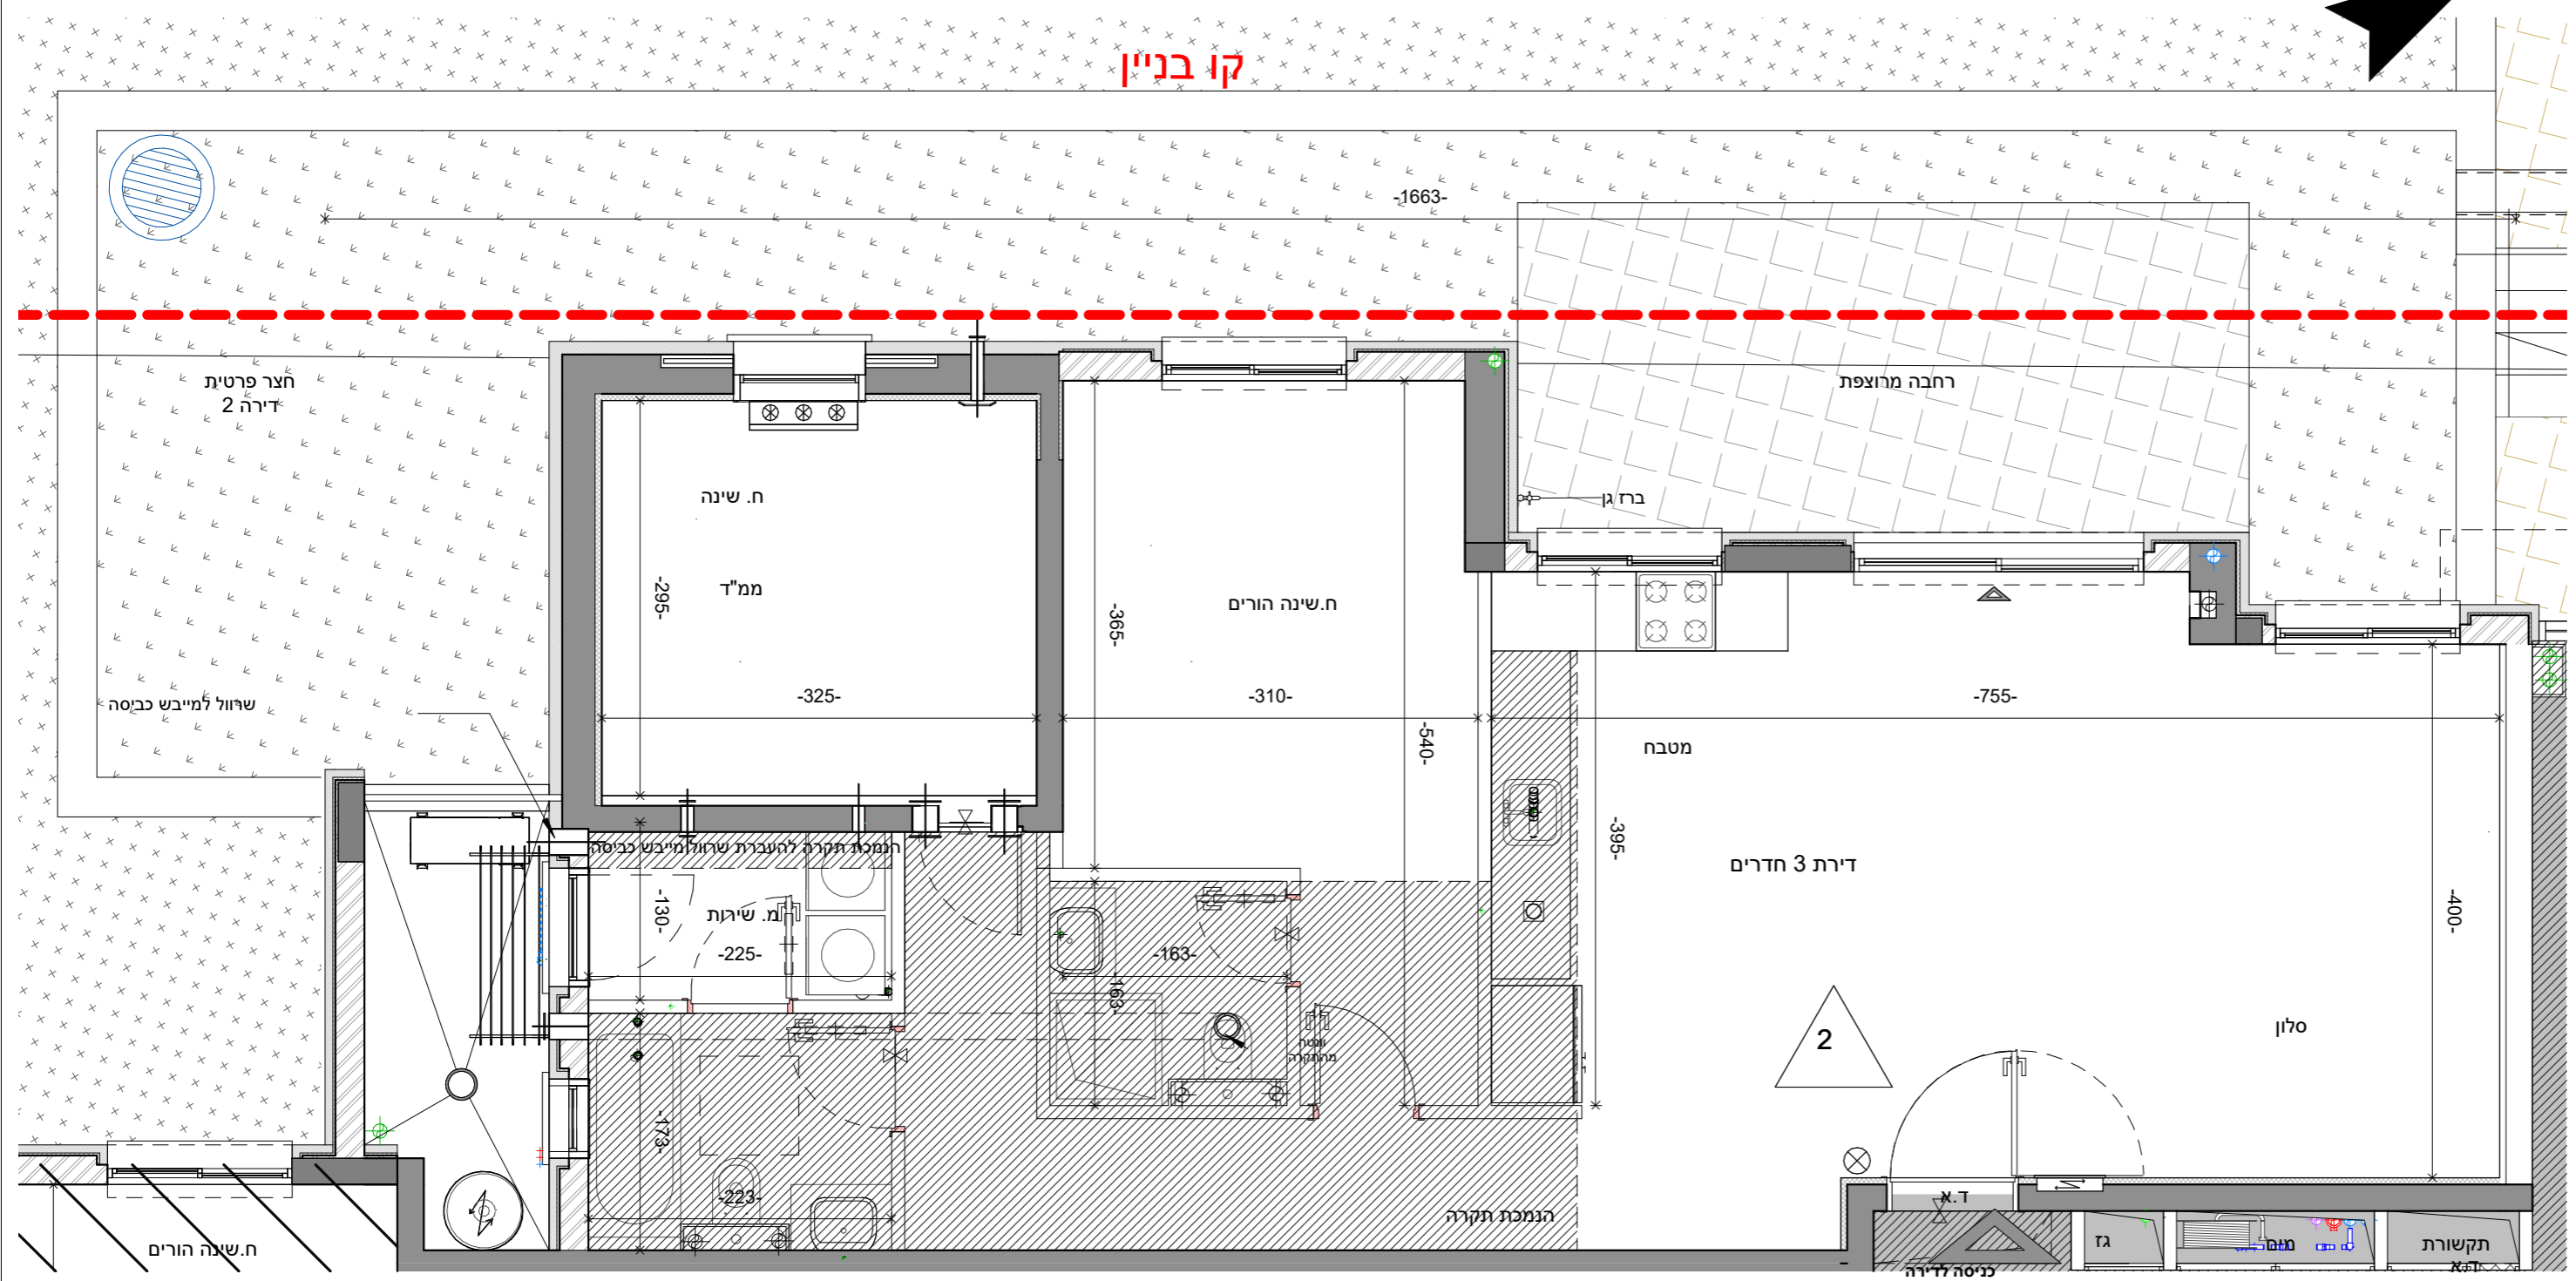 קו בניין
-1663-
חצר פרטית
דירה 2
רחבה מרוצפת
ברז גן
ח. שינה
ממ"ד
-295-
-325-
ח.שינה הורים
-365-
-310-
-540-
-755-
מטבח
-395-
דירת 3 חדרים
-400-
שרוול למייבש כביסה
הנמכת תקרה להעברת שרוול מייבש כביסה
-130-
מ. שירות
-225-
-163-
-163-
וונטה
מהתקרה
2
סלון
-173-
-223-
הנמכת תקרה
ח.שינה הורים
ד.א
כניסה לדירה
גז
מים
תקשורת
ד.א